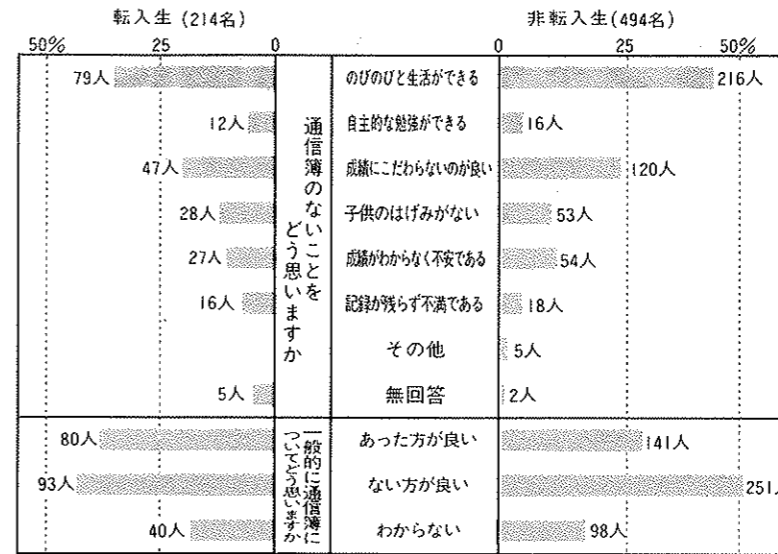 転入生 (214名)
非転入生(494名)
50% 25 0
0 25 50%
通信簿のないことを
どう思いますか
79人 のびのびと生活ができる 216人
12人 自主的な勉強ができる 16人
47人 成績にこだわらないのが良い 120人
28人 子供のはげみがない 53人
27人 成績がわからなく不安である 54人
16人 記録が残らず不満である 18人
その他 5人
5人 無回答 2人
一般的に通信簿に
ついてどう思いますか
80人 あった方が良い 141人
93人 ない方が良い 251人
40人 わからない 98人